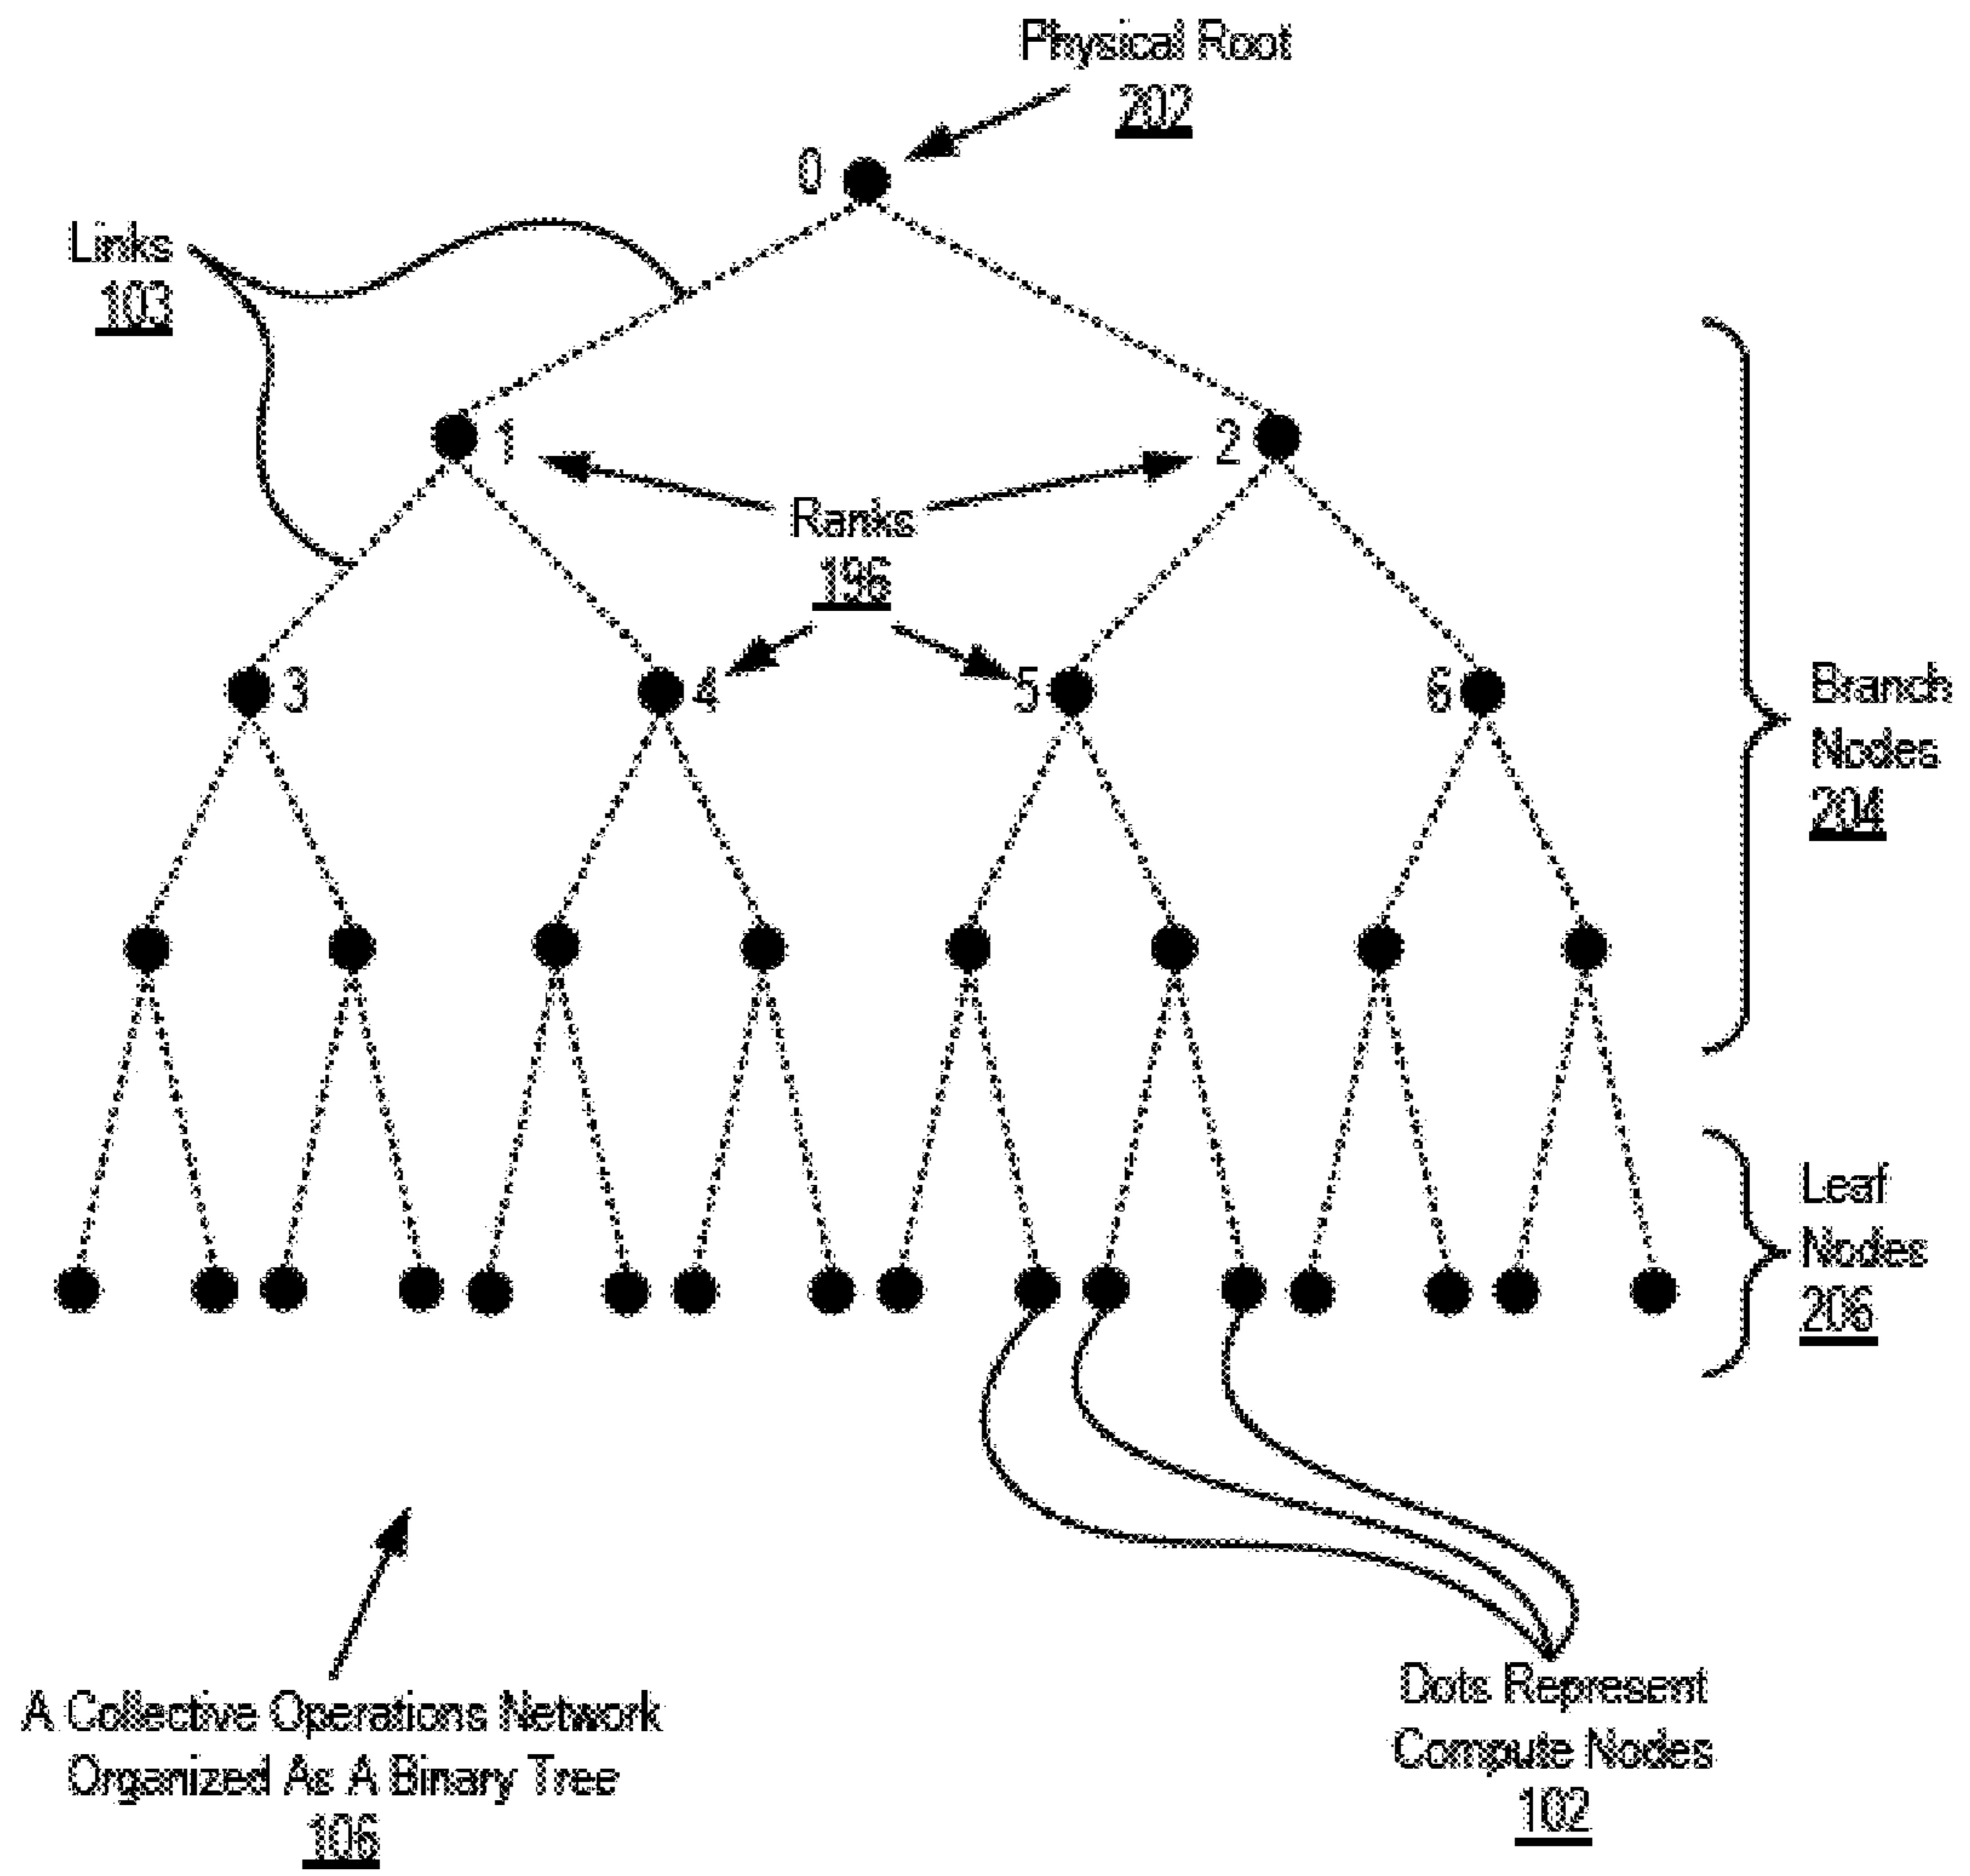 Physical Root
202
0
Links
103
1
2
Ranks
196
3
4
5
6
Branch
Nodes
204
Leaf
Nodes
206
A Collective Operations Network
Organized As A Binary Tree
106
Dots Represent
Compute Nodes
102